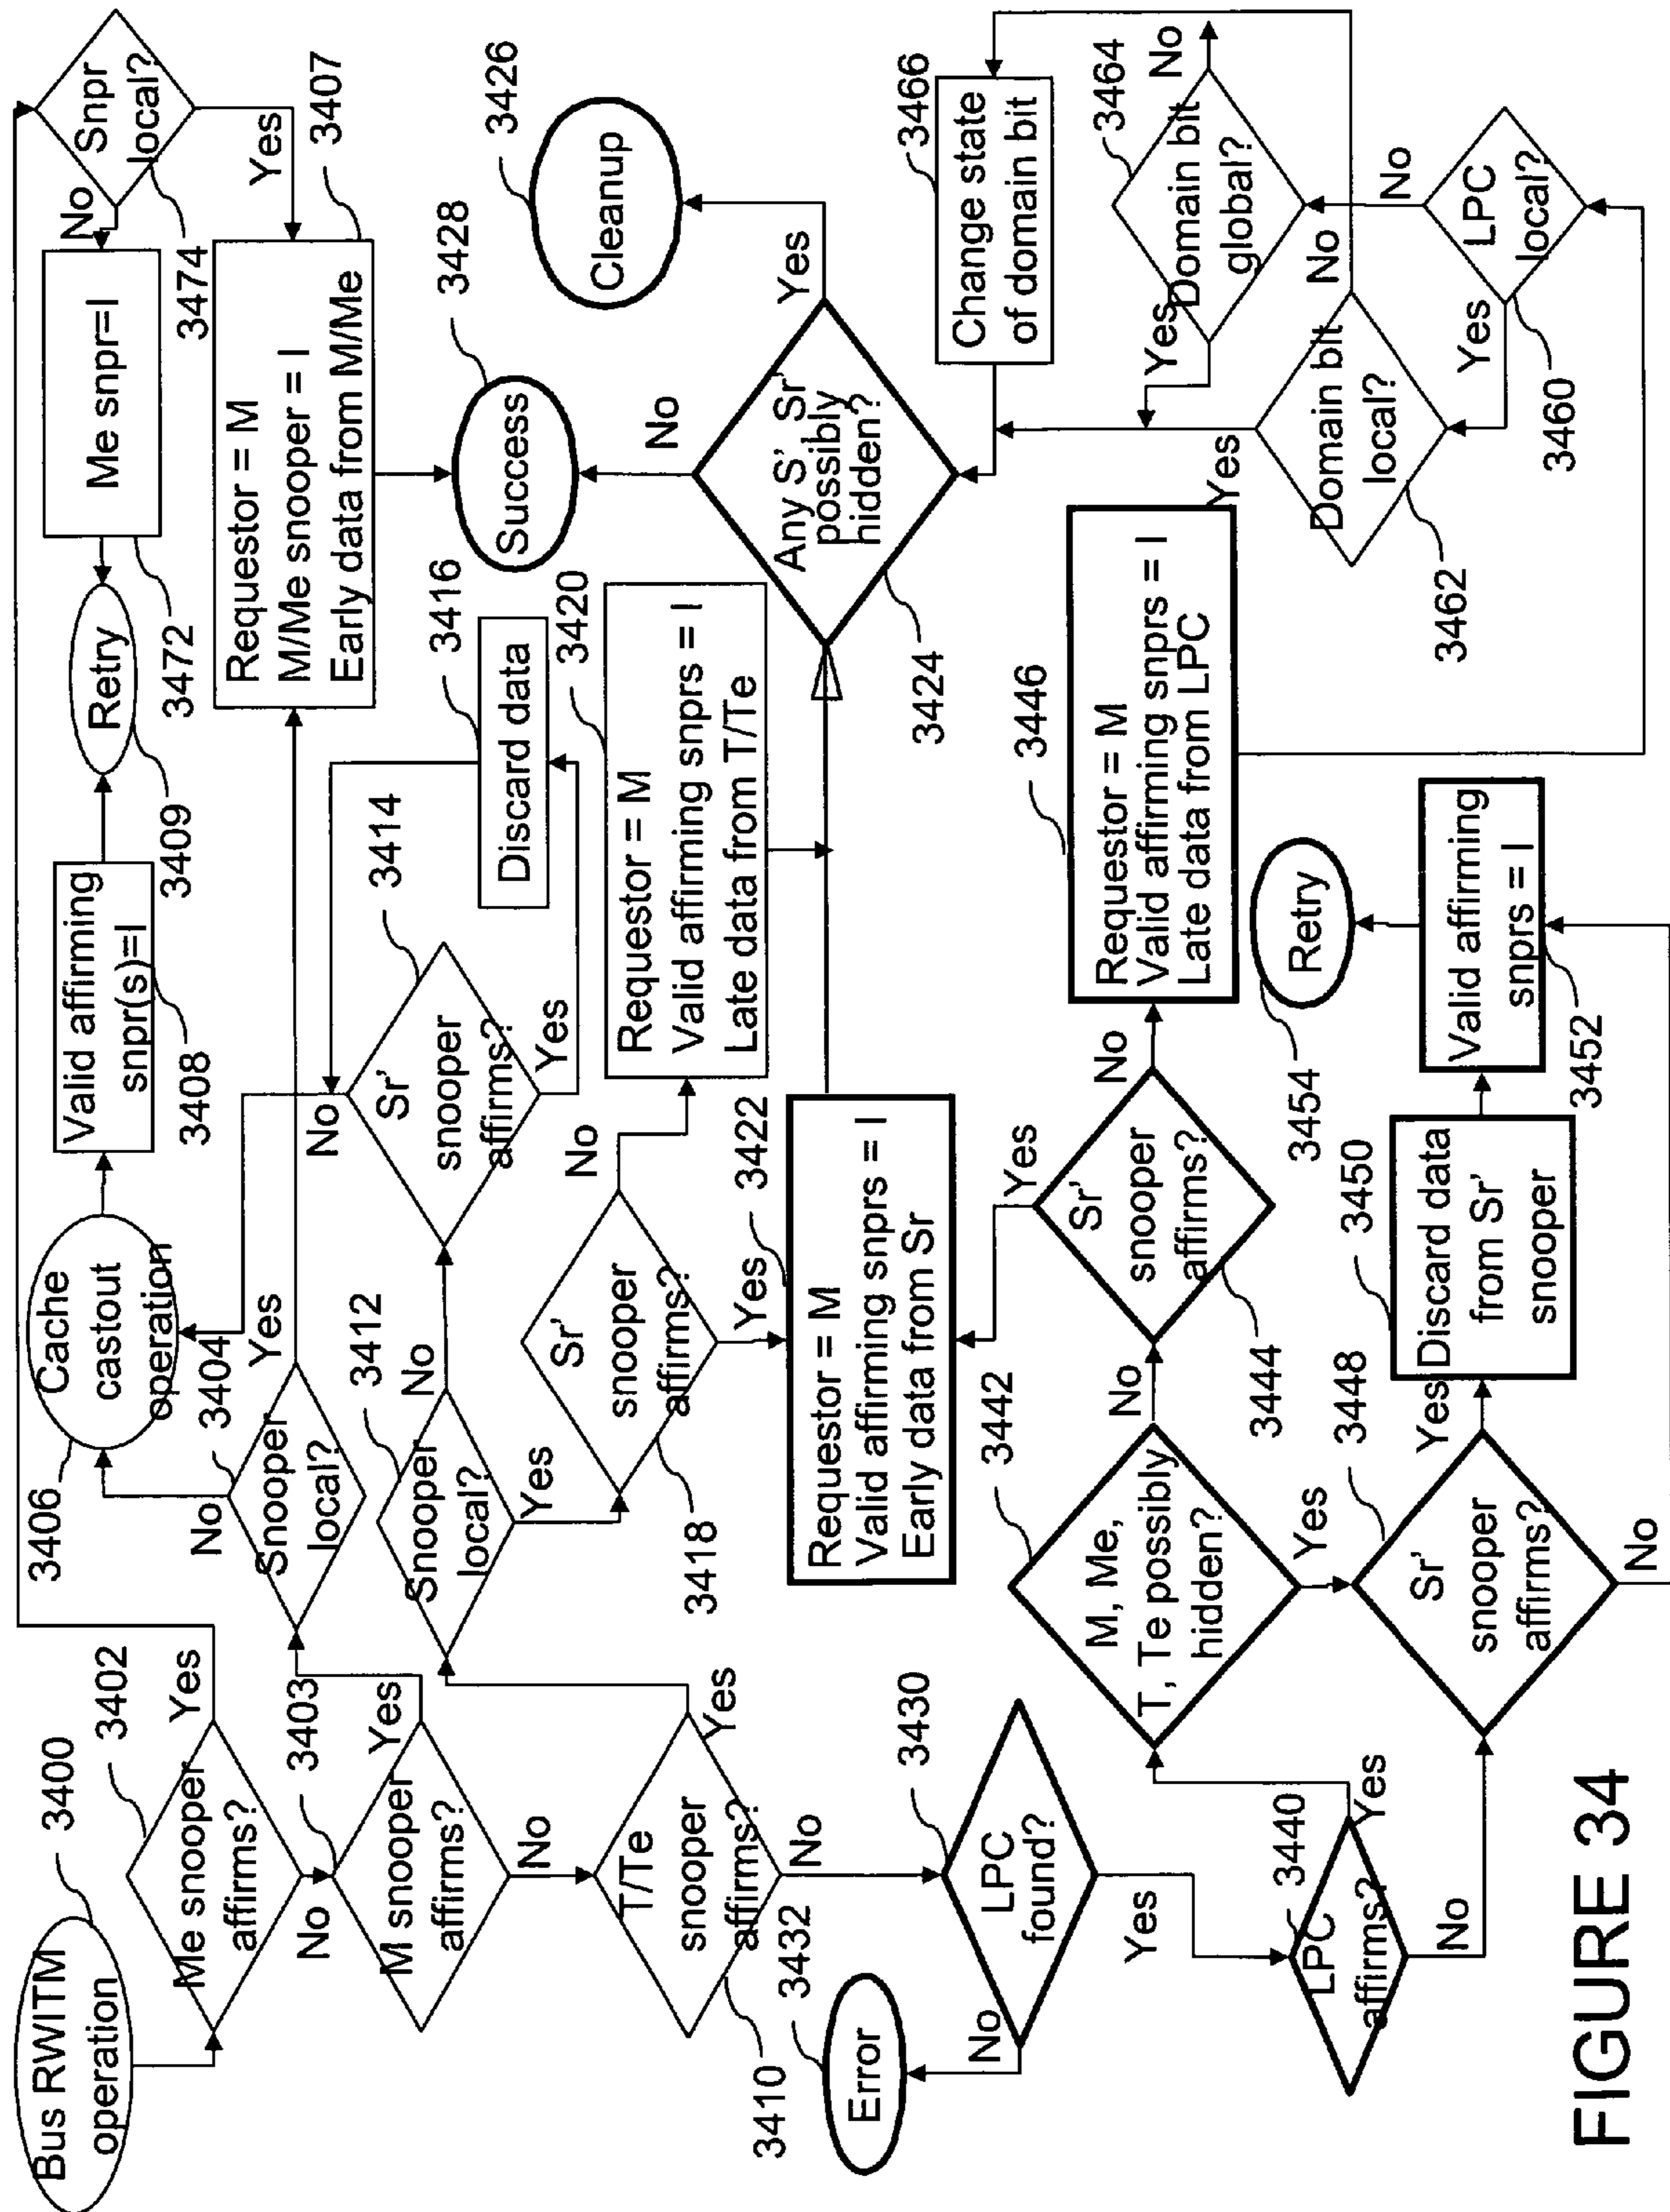 Bus RWITM
operation
3400
Me snooper
affirms?
3402
Yes
No
M snooper
affirms?
3403
Yes
No
T/Te
snooper
affirms?
3410
Yes
No
LPC
found?
3430
No
Error
3432
Yes
LPC
affirms?
3440
Yes
No
Snooper
local?
3404
No
Yes
Cache
castout
operation
3406
Valid affirming
snpr(s)=I
3408
Retry
3409
Me snpr=I
3472
Snpr
local?
3474
No
Yes
Requestor = M
M/Me snooper = I
Early data from M/Me
3407
Snooper
local?
3412
No
Yes
Sr'
snooper
affirms?
3414
No
Yes
Discard data
3416
Sr'
snooper
affirms?
3418
No
Yes
Requestor = M
Valid affirming snprs = I
Late data from T/Te
3420
Requestor = M
Valid affirming snprs = I
Early data from Sr
3422
Any S' Sr'
possibly
hidden?
3424
No
Yes
Success
3428
Cleanup
3426
M, Me,
T, Te possibly
hidden?
3442
No
Yes
Sr'
snooper
affirms?
3444
Yes
No
Requestor = M
Valid affirming snprs = I
Late data from LPC
3446
Sr'
snooper
affirms?
3448
Yes
No
Discard data
from Sr'
snooper
3450
Valid affirming
snprs = I
3452
Retry
3454
LPC
local?
3460
Yes
No
Domain bit
local?
3462
Yes
No
Domain bit
global?
3464
Yes
No
Change state
of domain bit
3466
FIGURE 34